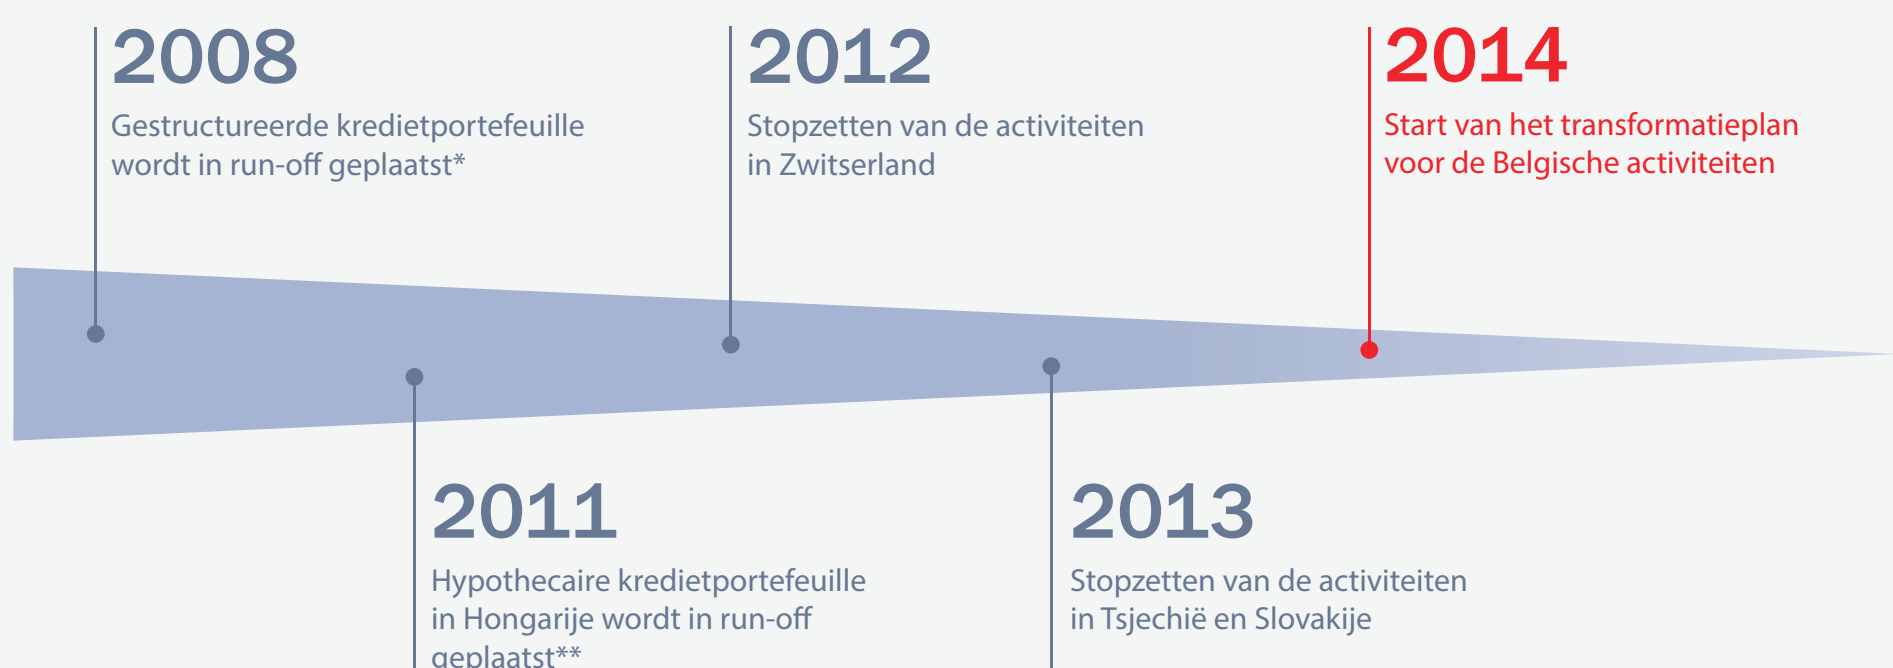 2008
Gestructureerde kredietportefeuille
wordt in run-off geplaatst*
2012
Stopzetten van de activiteiten
in Zwitserland
2014
Start van het transformatieplan
voor de Belgische activiteiten
2011
Hypothecaire kredietportefeuille
in Hongarije wordt in run-off
geplaatst**
2013
Stopzetten van de activiteiten
in Tsjechië en Slovakije